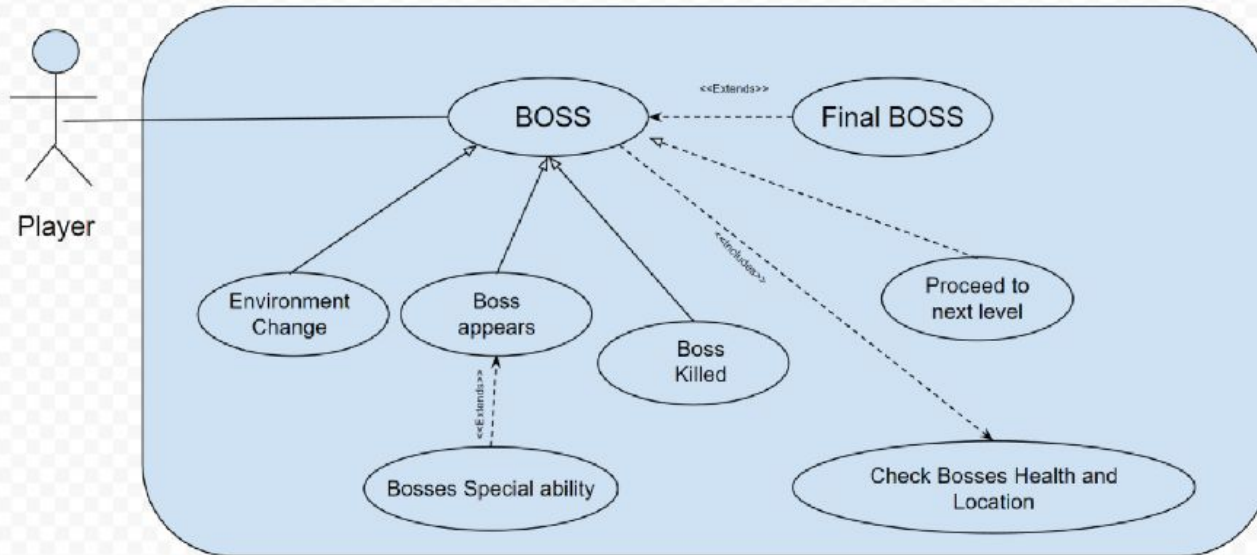 <<Extends>>
BOSS
Final BOSS
Player
<<Includes>>
Environment
Change
Boss
appears
Proceed to
next level
Boss
Killed
<<Extends>>
Bosses Special ability
Check Bosses Health and
Location